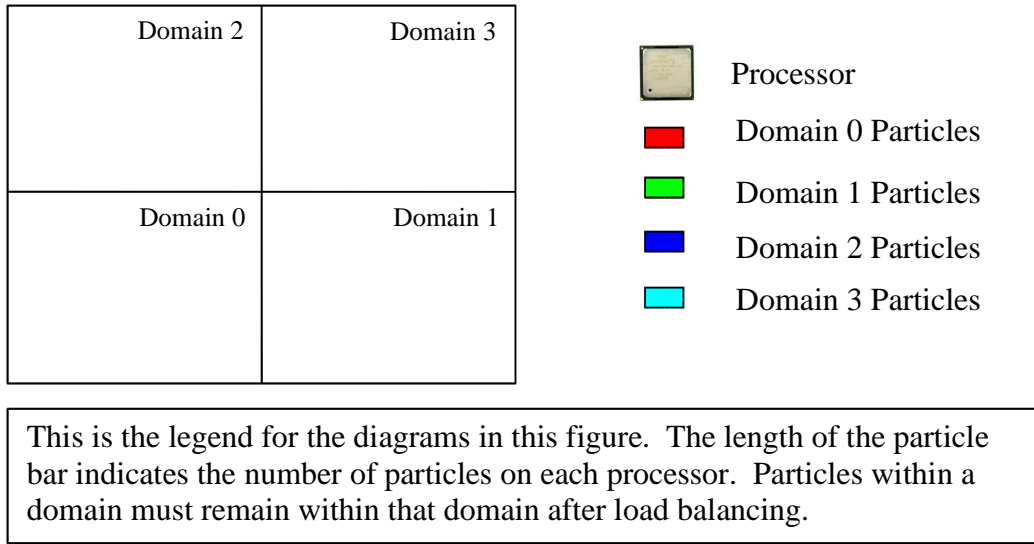 Domain 2
Domain 3
Domain 0
Domain 1
Processor
Domain 0 Particles
Domain 1 Particles
Domain 2 Particles
Domain 3 Particles
This is the legend for the diagrams in this figure. The length of the particle
bar indicates the number of particles on each processor. Particles within a
domain must remain within that domain after load balancing.